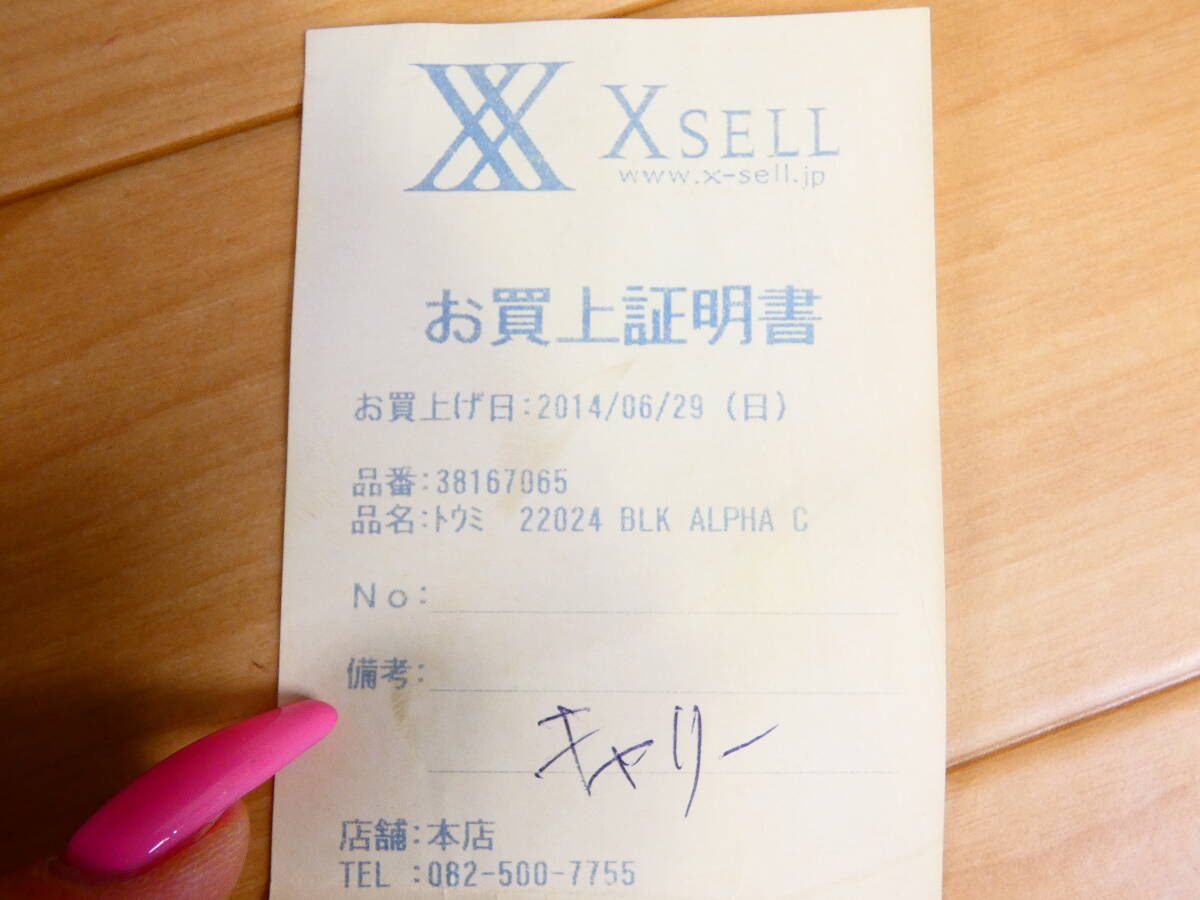 XSELL
www.x-sell.jp
お買上証明書
お買上げ日:2014/06/29 (日)
品番:38167065
品名:ﾄｳﾐ 22024 BLK ALPHA C
No:
備考:
キャリー
店舗:本店
TEL :082-500-7755